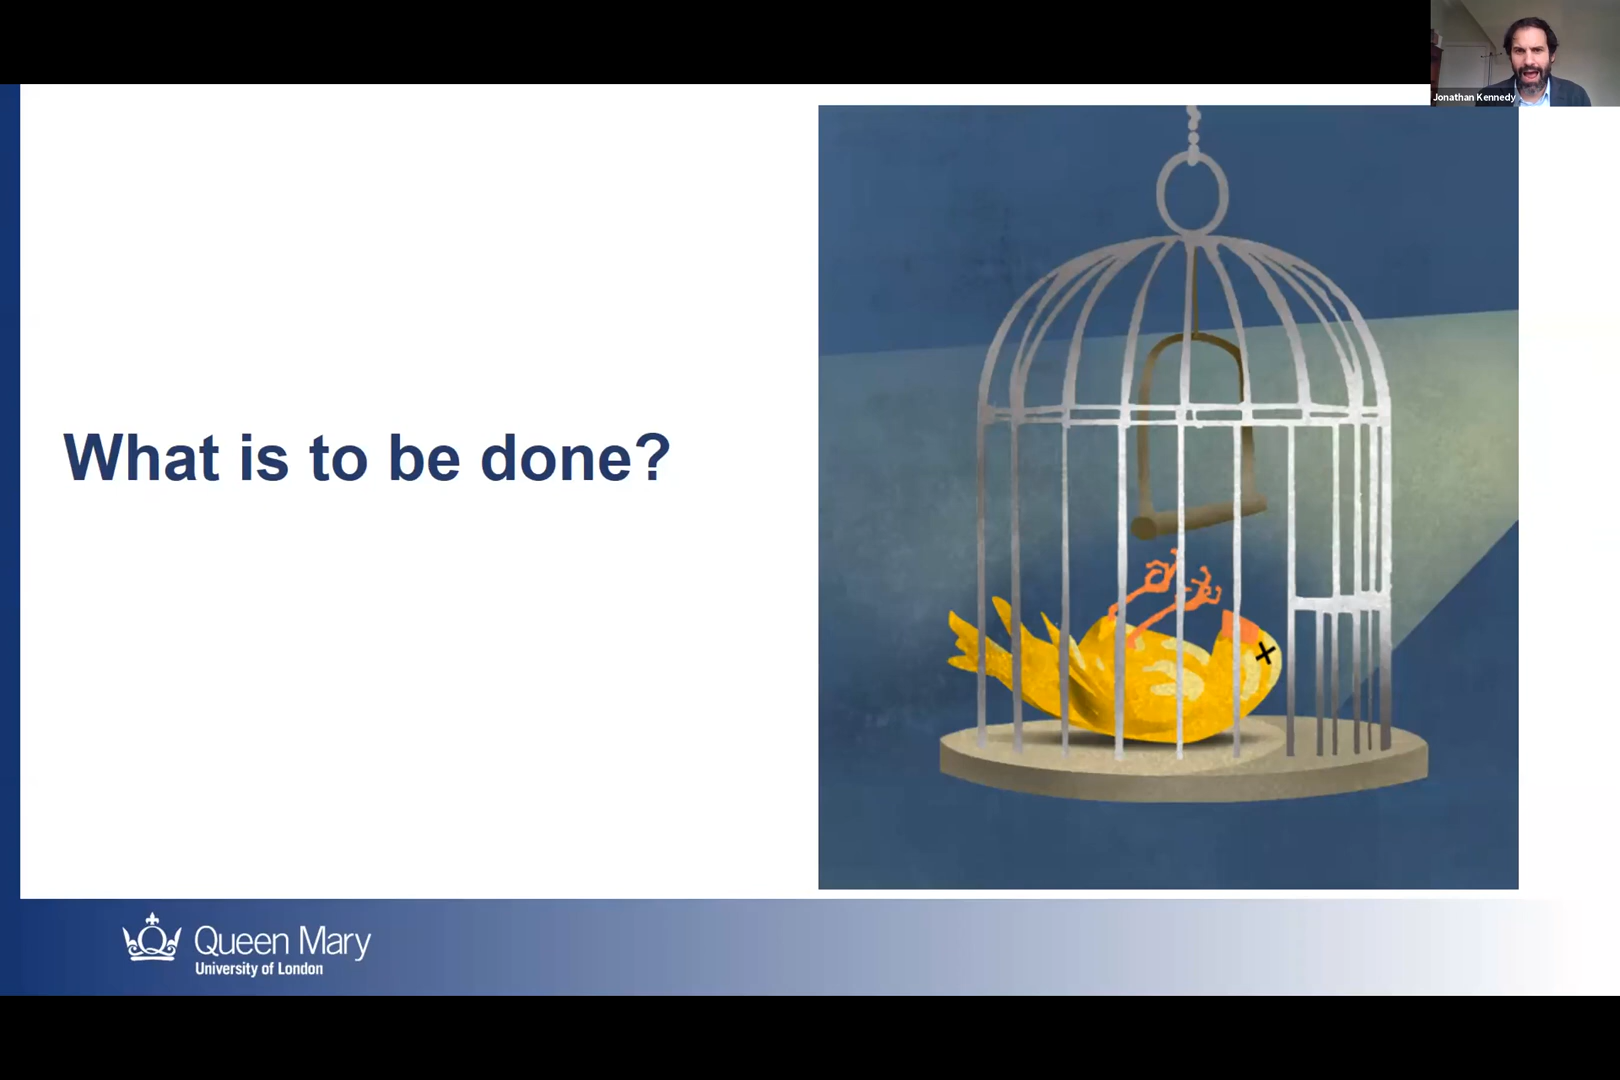 Jonathan Kennedy
What is to be done?
Queen Mary
University of London